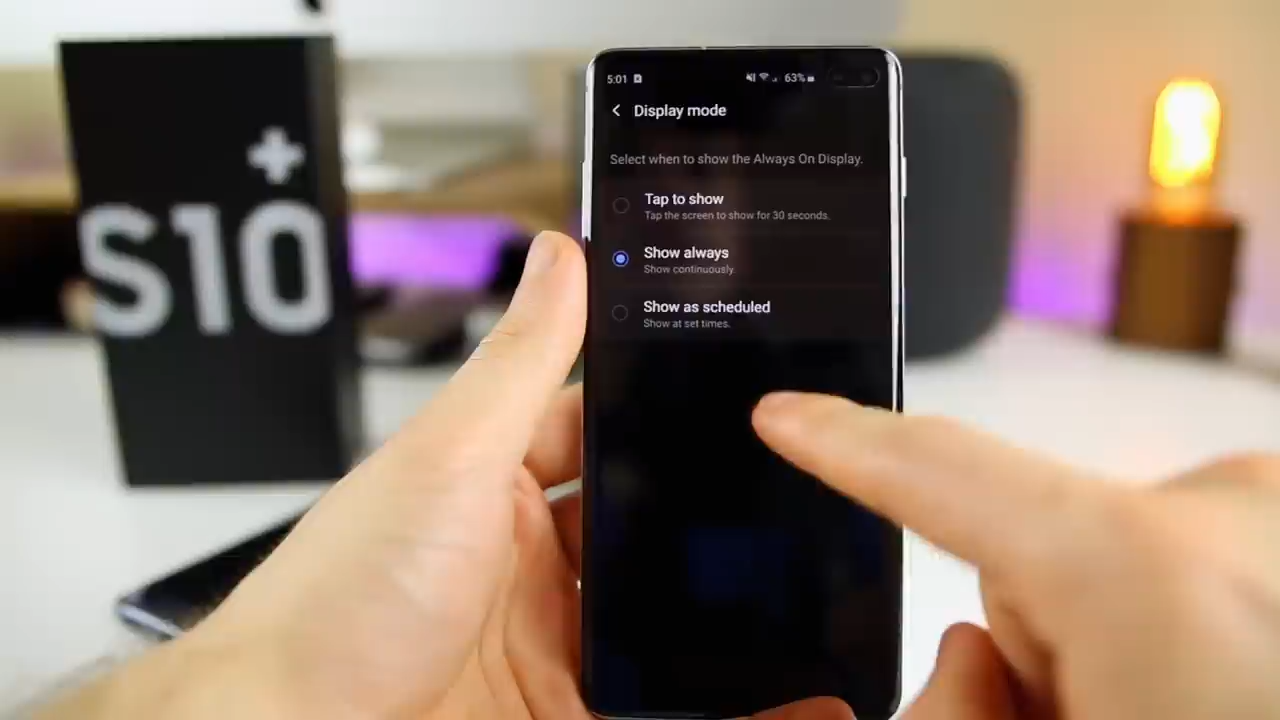 S10+
5:01
63%
Display mode
Select when to show the Always On Display.
Tap to show
Tap the screen to show for 30 seconds.
Show always
Show continuously.
Show as scheduled
Show at set times.